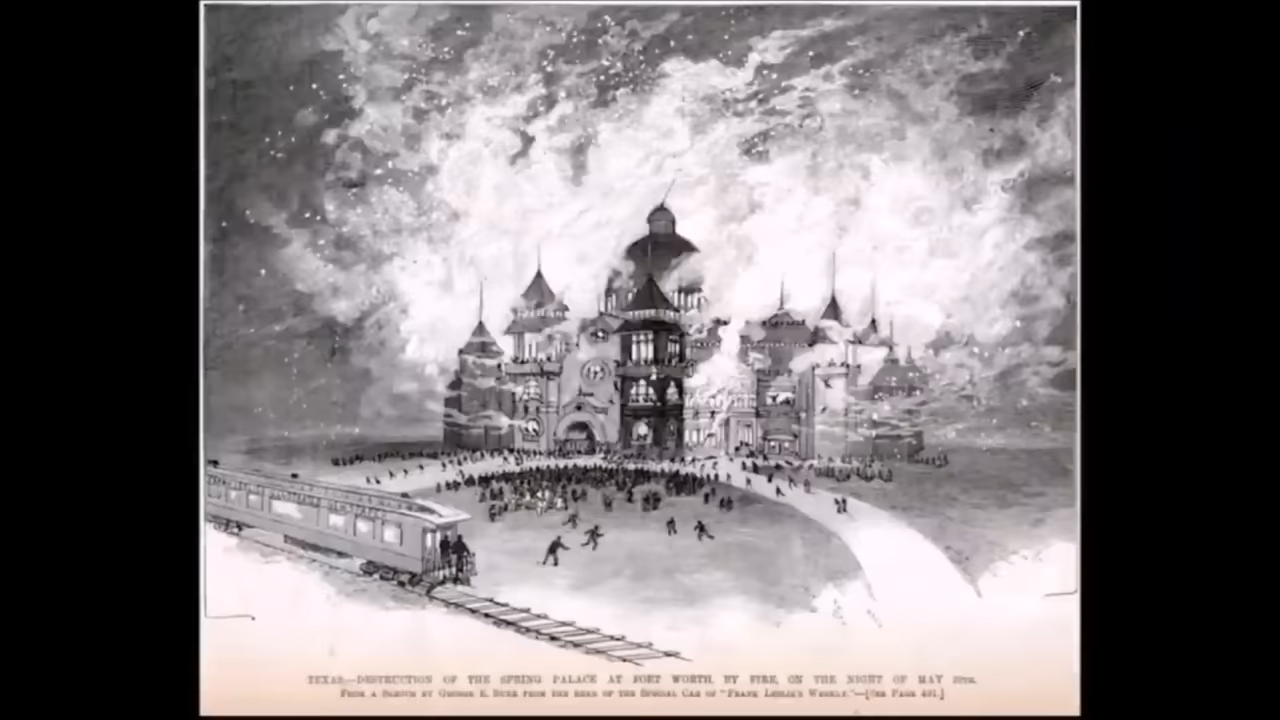 TEXAS.—DESTRUCTION OF THE SPRING PALACE AT FORT WORTH, BY FIRE, ON THE NIGHT OF MAY 30TH.
FROM A SKETCH BY GEORGE E. BURR FROM THE REAR OF THE SPECIAL CAR OF "FRANK LESLIE'S WEEKLY."—[SEE PAGE 401.]